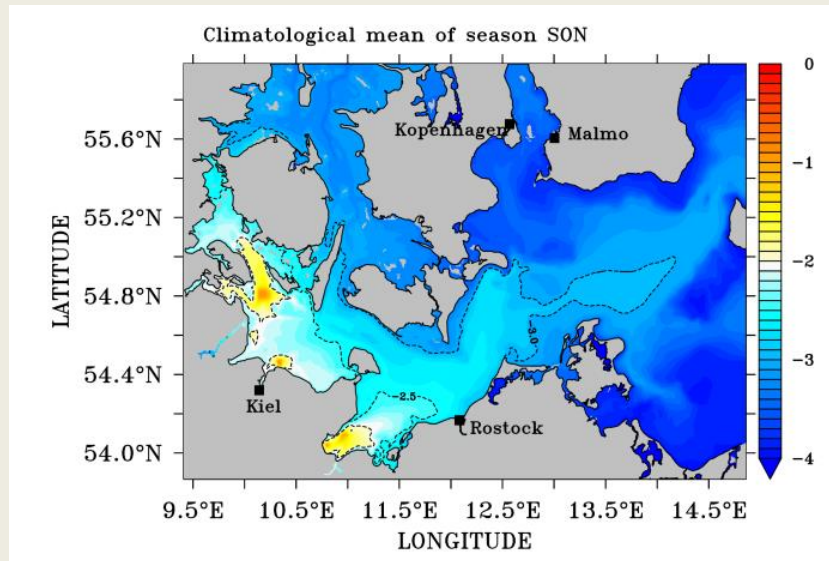 Climatological mean of season SON
0
Kopenhagen
Malmo
55.6°N
-1
55.2°N
-2
LATITUDE
54.8°N
-3.0
-3
54.4°N
Kiel
-2.5
Rostock
54.0°N
-4
9.5°E 10.5°E 11.5°E 12.5°E 13.5°E 14.5°E
LONGITUDE